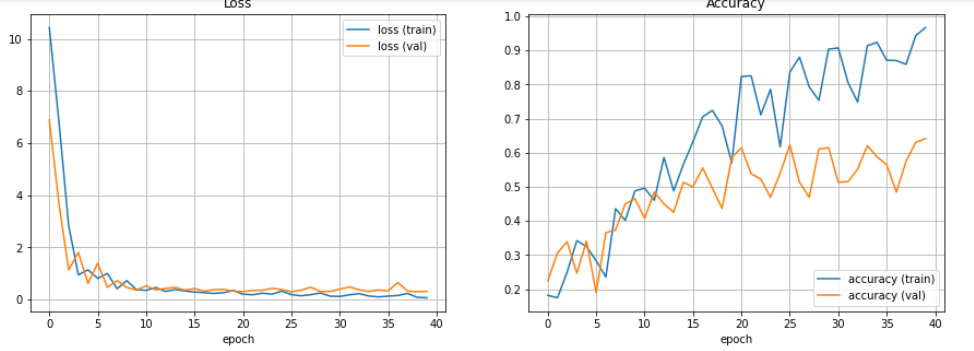 Loss
loss (train)
loss (val)
10
8
6
4
2
0
0 5 10 15 20 25 30 35 40
epoch
Accuracy
1.0
0.9
0.8
0.7
0.6
0.5
0.4
0.3
0.2
accuracy (train)
accuracy (val)
0 5 10 15 20 25 30 35 40
epoch